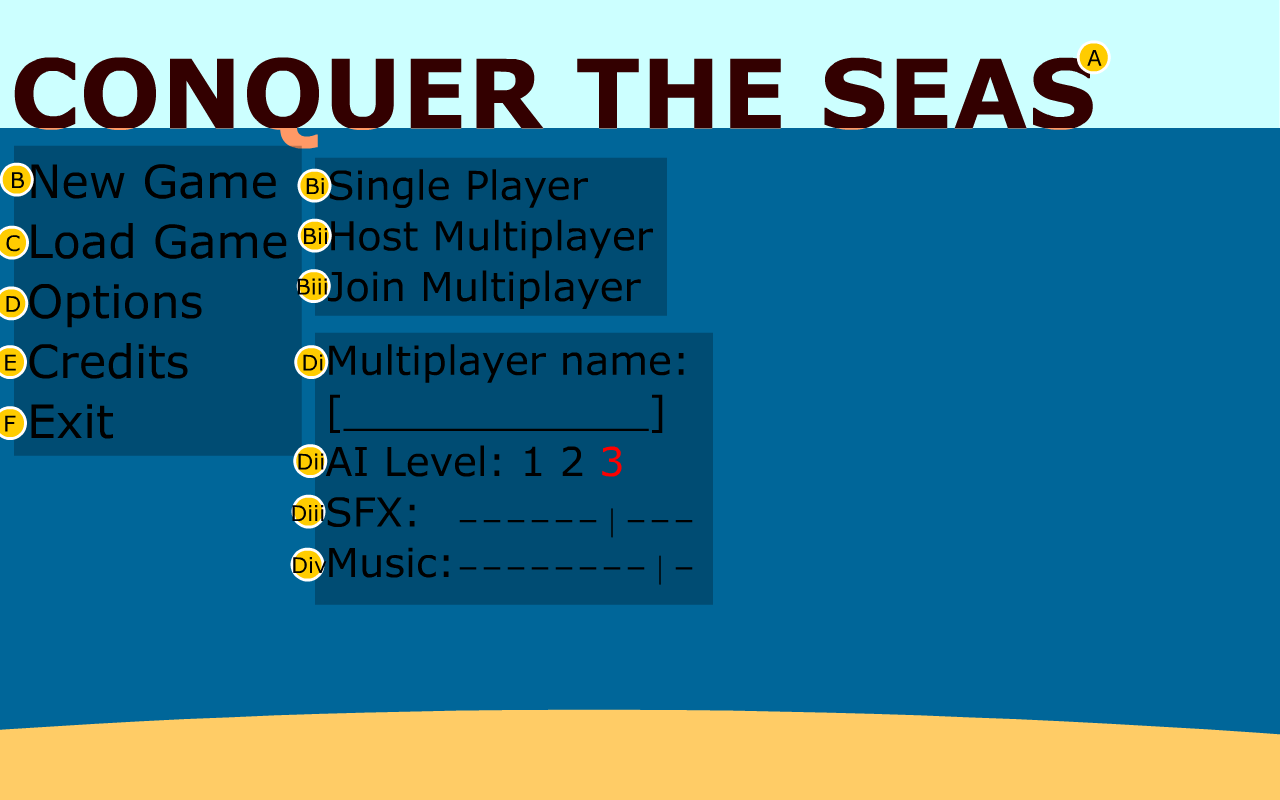 CONQUER THE SEAS A
B New Game
C Load Game
D Options
E Credits
F Exit
Bi Single Player
Bii Host Multiplayer
Biii Join Multiplayer
Di Multiplayer name:
[_____________]
Dii AI Level: 1 2 3
Diii SFX: ------|---
Div Music: --------|-